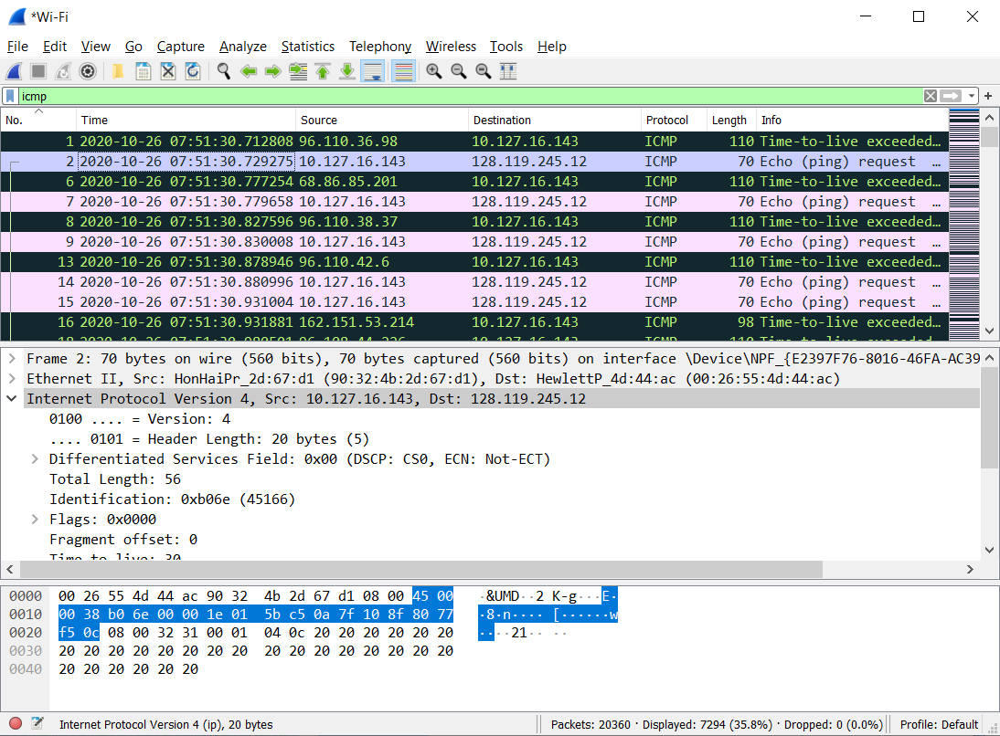 *Wi-Fi
File Edit View Go Capture Analyze Statistics Telephony Wireless Tools Help
icmp
No. Time Source Destination Protocol Length Info
1 2020-10-26 07:51:30.712808 96.110.36.98 10.127.16.143 ICMP 110 Time-to-live exceeded…
2 2020-10-26 07:51:30.729275 10.127.16.143 128.119.245.12 ICMP 70 Echo (ping) request …
6 2020-10-26 07:51:30.777254 68.86.85.201 10.127.16.143 ICMP 110 Time-to-live exceeded…
7 2020-10-26 07:51:30.779658 10.127.16.143 128.119.245.12 ICMP 70 Echo (ping) request …
8 2020-10-26 07:51:30.827596 96.110.38.37 10.127.16.143 ICMP 110 Time-to-live exceeded…
9 2020-10-26 07:51:30.830008 10.127.16.143 128.119.245.12 ICMP 70 Echo (ping) request …
13 2020-10-26 07:51:30.878946 96.110.42.6 10.127.16.143 ICMP 110 Time-to-live exceeded…
14 2020-10-26 07:51:30.880996 10.127.16.143 128.119.245.12 ICMP 70 Echo (ping) request …
15 2020-10-26 07:51:30.931004 10.127.16.143 128.119.245.12 ICMP 70 Echo (ping) request …
16 2020-10-26 07:51:30.931881 162.151.53.214 10.127.16.143 ICMP 98 Time-to-live exceeded…
Frame 2: 70 bytes on wire (560 bits), 70 bytes captured (560 bits) on interface \Device\NPF_{E2397F76-8016-46FA-AC39
Ethernet II, Src: HonHaiPr_2d:67:d1 (90:32:4b:2d:67:d1), Dst: HewlettP_4d:44:ac (00:26:55:4d:44:ac)
Internet Protocol Version 4, Src: 10.127.16.143, Dst: 128.119.245.12
0100 .... = Version: 4
.... 0101 = Header Length: 20 bytes (5)
Differentiated Services Field: 0x00 (DSCP: CS0, ECN: Not-ECT)
Total Length: 56
Identification: 0xb06e (45166)
Flags: 0x0000
Fragment offset: 0
Time to live: 30
0000 00 26 55 4d 44 ac 90 32 4b 2d 67 d1 08 00 45 00 ·&UMD··2 K-g···E·
0010 00 38 b0 6e 00 00 1e 01 5b c5 0a 7f 10 8f 80 77 ·8·n···· [······w
0020 f5 0c 08 00 32 31 00 01 04 0c 20 20 20 20 20 20 ····21·· ··
0030 20 20 20 20 20 20 20 20 20 20 20 20 20 20 20 20
0040 20 20 20 20 20 20
Internet Protocol Version 4 (ip), 20 bytes Packets: 20360 · Displayed: 7294 (35.8%) · Dropped: 0 (0.0%) Profile: Default